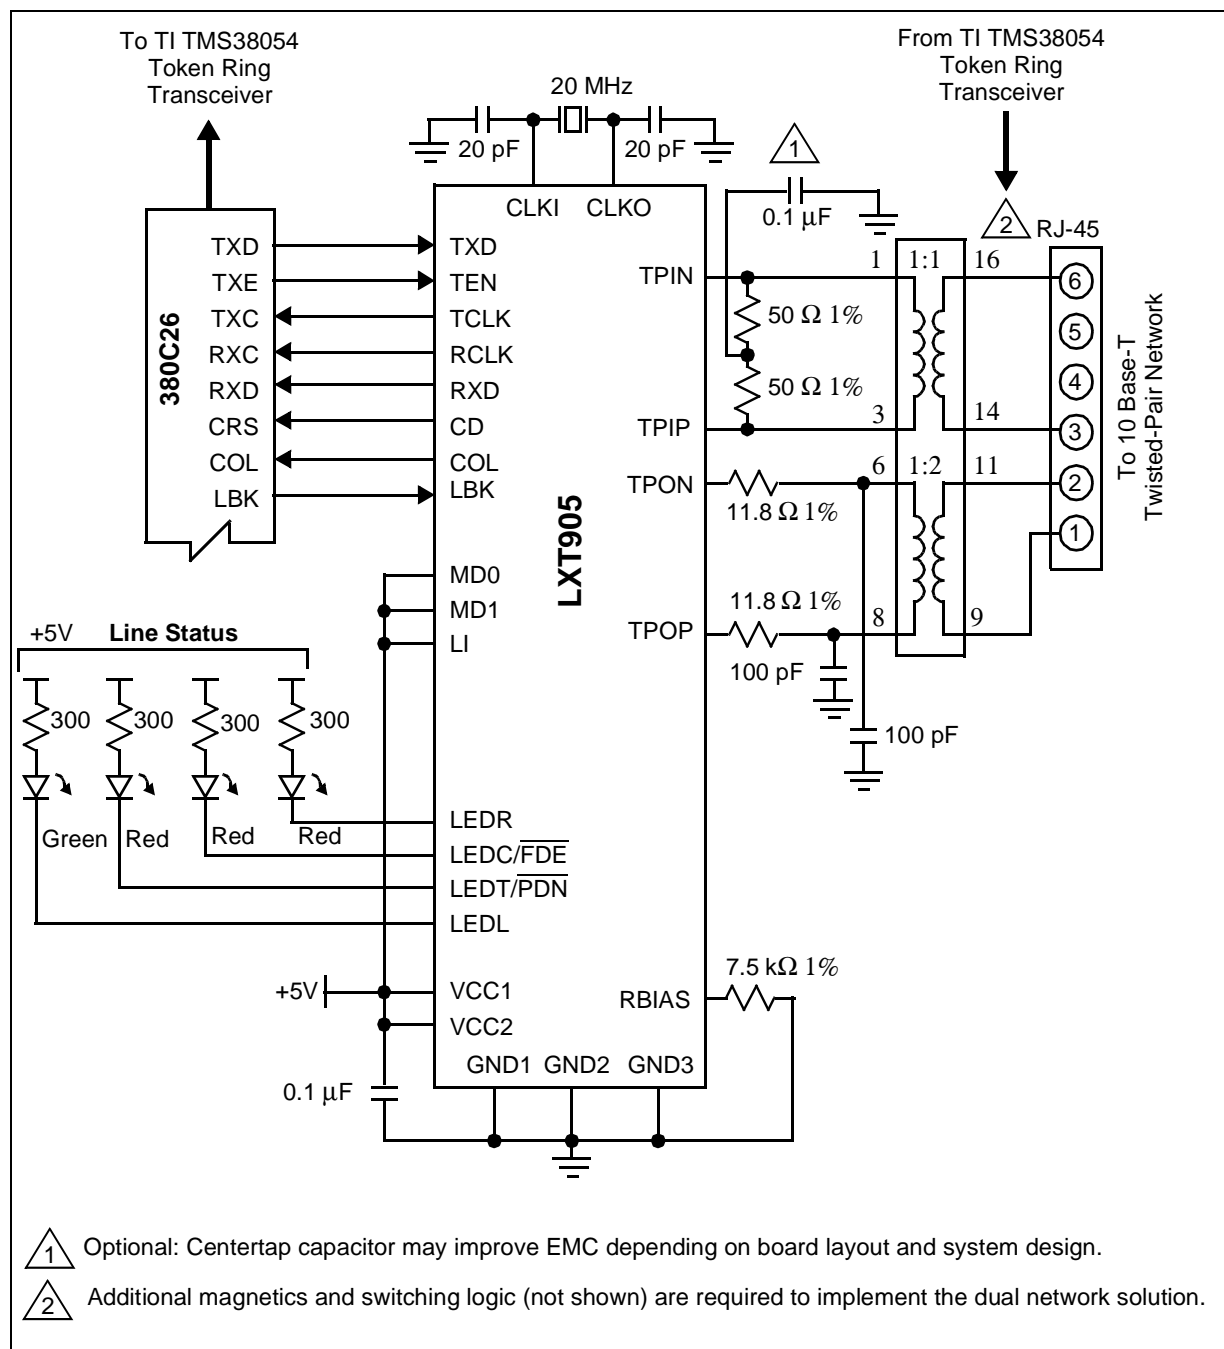 To TI TMS38054
Token Ring
Transceiver
From TI TMS38054
Token Ring
Transceiver
20 MHz
20 pF
20 pF
1
0.1 µF
2
RJ-45
CLKI
CLKO
380C26
TXD
TXE
TXC
RXC
RXD
CRS
COL
LBK
TXD
TEN
TCLK
RCLK
RXD
CD
COL
LBK
MD0
MD1
LI
LXT905
TPIN
TPIP
TPON
TPOP
50 Ω 1%
50 Ω 1%
11.8 Ω 1%
11.8 Ω 1%
100 pF
100 pF
1
1:1
16
3
14
6
1:2
11
8
9
6
5
4
3
2
1
To 10 Base-T
Twisted-Pair Network
+5V
Line Status
300
300
300
300
Green
Red
Red
Red
LEDR
LEDC/FDE
LEDT/PDN
LEDL
+5V
VCC1
VCC2
RBIAS
7.5 kΩ 1%
GND1
GND2
GND3
0.1 µF
1
Optional: Centertap capacitor may improve EMC depending on board layout and system design.
2
Additional magnetics and switching logic (not shown) are required to implement the dual network solution.